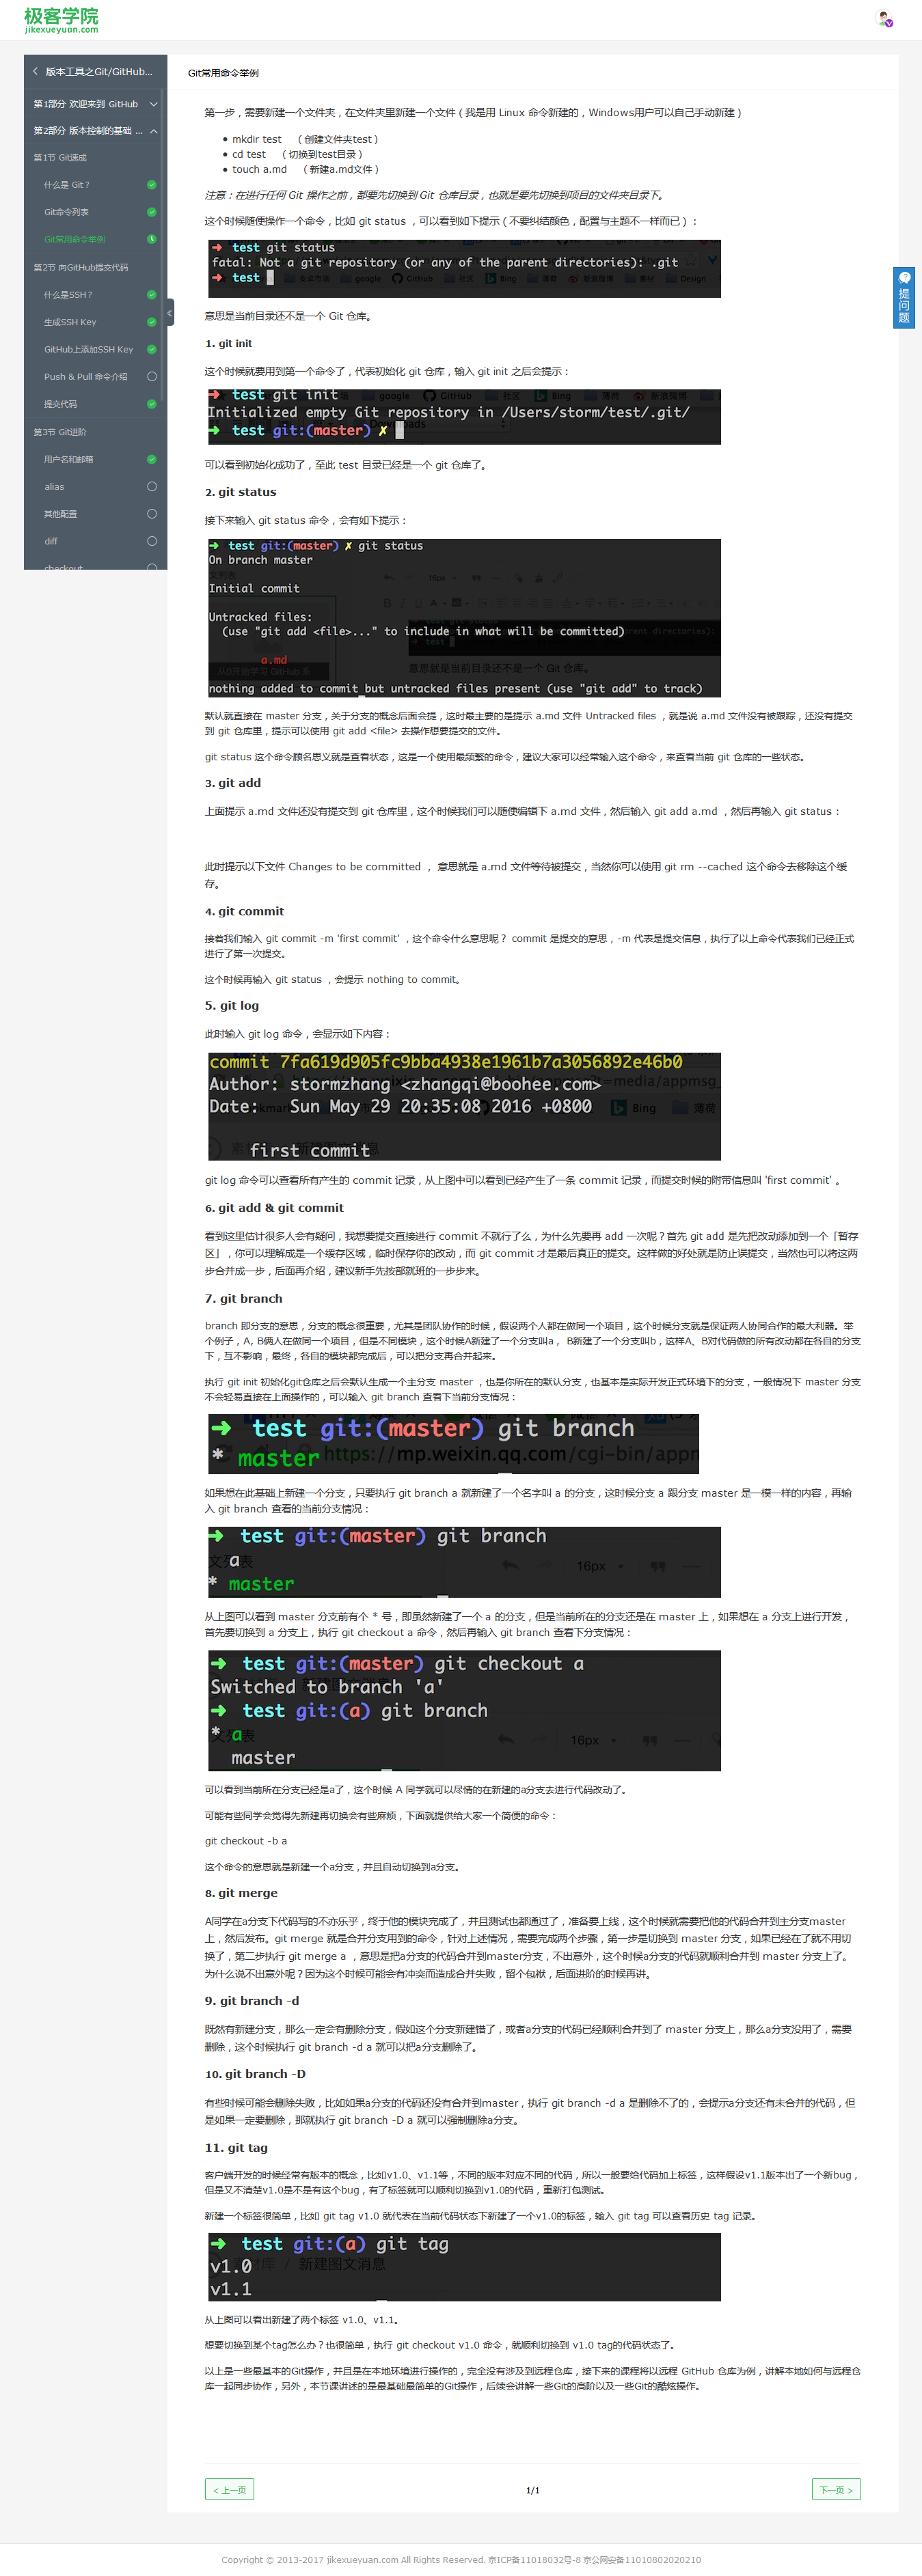 极客学院
jikexueyuan.com
版本工具之Git/GitHub...
第1部分 欢迎来到 GitHub
第2部分 版本控制的基础 ...
第1节 Git速成
什么是 Git？
Git命令列表
Git常用命令举例
第2节 向GitHub提交代码
什么是SSH？
生成SSH Key
GitHub上添加SSH Key
Push & Pull 命令介绍
提交代码
第3节 Git进阶
用户名和邮箱
alias
其他配置
diff
checkout
提问题
Git常用命令举例
第一步，需要新建一个文件夹，在文件夹里新建一个文件（我是用 Linux 命令新建的，Windows用户可以自己手动新建）
mkdir test （创建文件夹test）
cd test （切换到test目录）
touch a.md （新建a.md文件）
注意：在进行任何 Git 操作之前，都要先切换到 Git 仓库目录，也就是要先切换到项目的文件夹目录下。
这个时候随便操作一个命令，比如 git status ，可以看到如下提示（不要纠结颜色，配置与主题不一样而已）：
➜ test git status
fatal: Not a git repository (or any of the parent directories): .git
➜ test
意思是当前目录还不是一个 Git 仓库。
1. git init
这个时候就要用到第一个命令了，代表初始化 git 仓库，输入 git init 之后会提示：
➜ test git init
Initialized empty Git repository in /Users/storm/test/.git/
➜ test git:(master) ✗
可以看到初始化成功了，至此 test 目录已经是一个 git 仓库了。
2. git status
接下来输入 git status 命令，会有如下提示：
➜ test git:(master) ✗ git status
On branch master
Initial commit
Untracked files:
(use "git add <file>..." to include in what will be committed)
a.md
nothing added to commit but untracked files present (use "git add" to track)
默认就直接在 master 分支，关于分支的概念后面会提，这时最主要的是提示 a.md 文件 Untracked files ，就是说 a.md 文件没有被跟踪，还没有提交
到 git 仓库里，提示可以使用 git add <file> 去操作想要提交的文件。
git status 这个命令顾名思义就是查看状态，这是一个使用最频繁的命令，建议大家可以经常输入这个命令，来查看当前 git 仓库的一些状态。
3. git add
上面提示 a.md 文件还没有提交到 git 仓库里，这个时候我们可以随便编辑下 a.md 文件，然后输入 git add a.md ，然后再输入 git status：
此时提示以下文件 Changes to be committed ， 意思就是 a.md 文件等待被提交，当然你可以使用 git rm --cached 这个命令去移除这个缓
存。
4. git commit
接着我们输入 git commit -m 'first commit' ，这个命令什么意思呢？ commit 是提交的意思，-m 代表是提交信息，执行了以上命令代表我们已经正式
进行了第一次提交。
这个时候再输入 git status ，会提示 nothing to commit。
5. git log
此时输入 git log 命令，会显示如下内容：
commit 7fa619d905fc9bba4938e1961b7a3056892e46b0
Author: stormzhang <zhangqi@boohee.com>
Date: Sun May 29 20:35:08 2016 +0800
first commit
git log 命令可以查看所有产生的 commit 记录，从上图中可以看到已经产生了一条 commit 记录，而提交时候的附带信息叫 'first commit' 。
6. git add & git commit
看到这里估计很多人会有疑问，我想要提交直接进行 commit 不就行了么，为什么先要再 add 一次呢？首先 git add 是先把改动添加到一个「暂存
区」，你可以理解成是一个缓存区域，临时保存你的改动，而 git commit 才是最后真正的提交。这样做的好处就是防止误提交，当然也可以将这两
步合并成一步，后面再介绍，建议新手先按部就班的一步步来。
7. git branch
branch 即分支的意思，分支的概念很重要，尤其是团队协作的时候，假设两个人都在做同一个项目，这个时候分支就是保证两人协同合作的最大利器。举
个例子，A, B俩人在做同一个项目，但是不同模块，这个时候A新建了一个分支叫a， B新建了一个分支叫b，这样A、B对代码做的所有改动都在各自的分支
下，互不影响，最终，各自的模块都完成后，可以把分支再合并起来。
执行 git init 初始化git仓库之后会默认生成一个主分支 master ，也是你所在的默认分支，也基本是实际开发正式环境下的分支，一般情况下 master 分支
不会轻易直接在上面操作的，可以输入 git branch 查看下当前分支情况：
➜ test git:(master) git branch
* master
如果想在此基础上新建一个分支，只要执行 git branch a 就新建了一个名字叫 a 的分支，这时候分支 a 跟分支 master 是一模一样的内容，再输
入 git branch 查看的当前分支情况：
➜ test git:(master) git branch
a
* master
从上图可以看到 master 分支前有个 * 号，即虽然新建了一个 a 的分支，但是当前所在的分支还是在 master 上，如果想在 a 分支上进行开发，
首先要切换到 a 分支上，执行 git checkout a 命令，然后再输入 git branch 查看下分支情况：
➜ test git:(master) git checkout a
Switched to branch 'a'
➜ test git:(a) git branch
* a
master
可以看到当前所在分支已经是a了，这个时候 A 同学就可以尽情的在新建的a分支去进行代码改动了。
可能有些同学会觉得先新建再切换会有些麻烦，下面就提供给大家一个简便的命令：
git checkout -b a
这个命令的意思就是新建一个a分支，并且自动切换到a分支。
8. git merge
A同学在a分支下代码写的不亦乐乎，终于他的模块完成了，并且测试也都通过了，准备要上线，这个时候就需要把他的代码合并到主分支master
上，然后发布。git merge 就是合并分支用到的命令，针对上述情况，需要完成两个步骤，第一步是切换到 master 分支，如果已经在了就不用切
换了，第二步执行 git merge a ，意思是把a分支的代码合并到master分支，不出意外，这个时候a分支的代码就顺利合并到 master 分支上了。
为什么说不出意外呢？因为这个时候可能会有冲突而造成合并失败，留个包袱，后面进阶的时候再讲。
9. git branch -d
既然有新建分支，那么一定会有删除分支，假如这个分支新建错了，或者a分支的代码已经顺利合并到了 master 分支上，那么a分支没用了，需要
删除，这个时候执行 git branch -d a 就可以把a分支删除了。
10. git branch -D
有些时候可能会删除失败，比如如果a分支的代码还没有合并到master，执行 git branch -d a 是删除不了的，会提示a分支还有未合并的代码，但
是如果一定要删除，那就执行 git branch -D a 就可以强制删除a分支。
11. git tag
客户端开发的时候经常有版本的概念，比如v1.0、v1.1等，不同的版本对应不同的代码，所以一般要给代码加上标签，这样假设v1.1版本出了一个新bug，
但是又不清楚v1.0是不是有这个bug，有了标签就可以顺利切换到v1.0的代码，重新打包测试。
新建一个标签很简单，比如 git tag v1.0 就代表在当前代码状态下新建了一个v1.0的标签，输入 git tag 可以查看历史 tag 记录。
➜ test git:(a) git tag
v1.0
v1.1
从上图可以看出新建了两个标签 v1.0、v1.1。
想要切换到某个tag怎么办？也很简单，执行 git checkout v1.0 命令，就顺利切换到 v1.0 tag的代码状态了。
以上是一些最基本的Git操作，并且是在本地环境进行操作的，完全没有涉及到远程仓库，接下来的课程将以远程 GitHub 仓库为例，讲解本地如何与远程仓
库一起同步协作，另外，本节课讲述的是最基础最简单的Git操作，后续会讲解一些Git的高阶以及一些Git的酷炫操作。
< 上一页
1/1
下一页 >
Copyright © 2013-2017 jikexueyuan.com All Rights Reserved. 京ICP备11018032号-8 京公网安备11010802020210